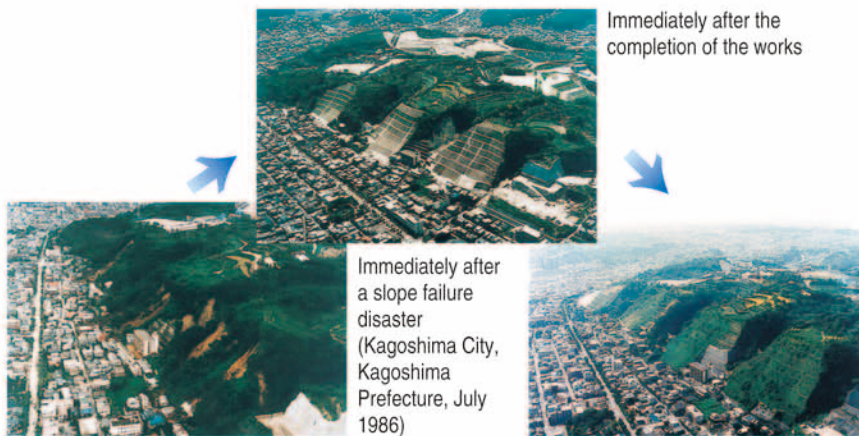 Immediately after the
completion of the works
Immediately after
a slope failure
disaster
(Kagoshima City,
Kagoshima
Prefecture, July
1986)